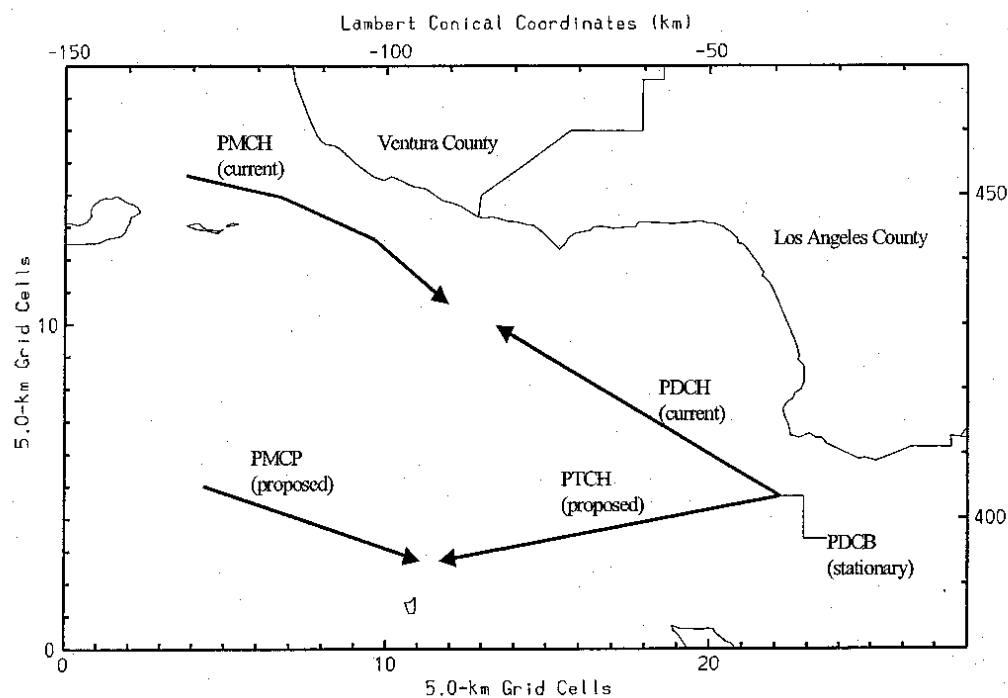 Lambert Conical Coordinates (km)
-150
-100
-50
PMCH
(current)
Ventura County
450
Los Angeles County
5.0-km Grid Cells
10
PDCH
(current)
PMCP
(proposed)
PTCH
(proposed)
400
PDCB
(stationary)
0
0
10
20
5.0-km Grid Cells